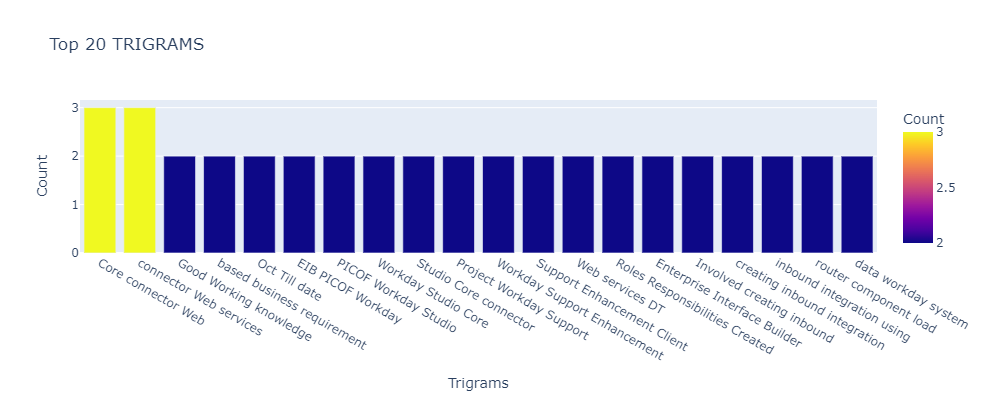 Top 20 TRIGRAMS
Count
3
2
1
0
Core connector Web
connector Web services
Good Working knowledge
based business requirement
Oct Till date
EIB PICOF Workday
PICOF Workday Studio
Workday Studio Core
Studio Core connector
Project Workday Support
Workday Support Enhancement
Support Enhancement Client
Web services DT
Roles Responsibilities Created
Enterprise Interface Builder
Involved creating inbound
creating inbound integration
inbound integration using
router component load
data workday system
Trigrams
Count
3
2.5
2